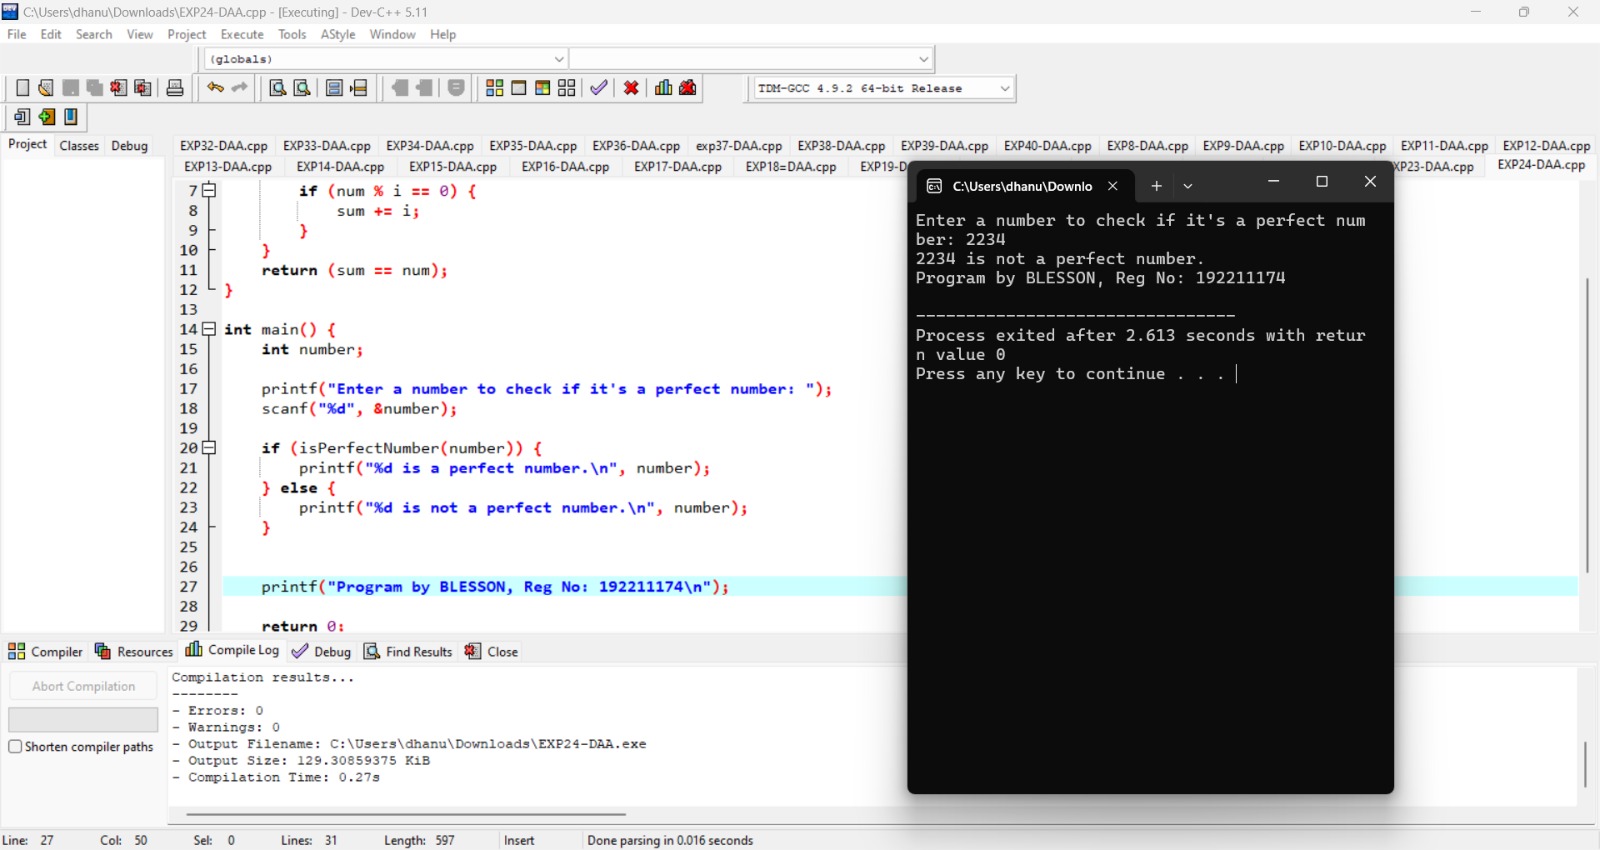 C:\Users\dhanu\Downloads\EXP24-DAA.cpp - [Executing] - Dev-C++ 5.11
File Edit Search View Project Execute Tools AStyle Window Help
(globals)
TDM-GCC 4.9.2 64-bit Release
Project Classes Debug
EXP32-DAA.cpp EXP33-DAA.cpp EXP34-DAA.cpp EXP35-DAA.cpp EXP36-DAA.cpp exp37-DAA.cpp EXP38-DAA.cpp EXP39-DAA.cpp EXP40-DAA.cpp EXP8-DAA.cpp EXP9-DAA.cpp EXP10-DAA.cpp EXP11-DAA.cpp EXP12-DAA.cpp
EXP13-DAA.cpp EXP14-DAA.cpp EXP15-DAA.cpp EXP16-DAA.cpp EXP17-DAA.cpp EXP18=DAA.cpp EXP19-D XP23-DAA.cpp EXP24-DAA.cpp
7 if (num % i == 0) {
8 sum += i;
9 }
10 }
11 return (sum == num);
12 }
13
14 int main() {
15 int number;
16
17 printf("Enter a number to check if it's a perfect number: ");
18 scanf("%d", &number);
19
20 if (isPerfectNumber(number)) {
21 printf("%d is a perfect number.\n", number);
22 } else {
23 printf("%d is not a perfect number.\n", number);
24 }
25
26
27 printf("Program by BLESSON, Reg No: 192211174\n");
28
29 return 0;
C:\Users\dhanu\Downlo
Enter a number to check if it's a perfect num
ber: 2234
2234 is not a perfect number.
Program by BLESSON, Reg No: 192211174
--------------------------------
Process exited after 2.613 seconds with retur
n value 0
Press any key to continue . . .
Compiler Resources Compile Log Debug Find Results Close
Abort Compilation
Shorten compiler paths
Compilation results...
--------
- Errors: 0
- Warnings: 0
- Output Filename: C:\Users\dhanu\Downloads\EXP24-DAA.exe
- Output Size: 129.30859375 KiB
- Compilation Time: 0.27s
Line: 27 Col: 50 Sel: 0 Lines: 31 Length: 597 Insert Done parsing in 0.016 seconds